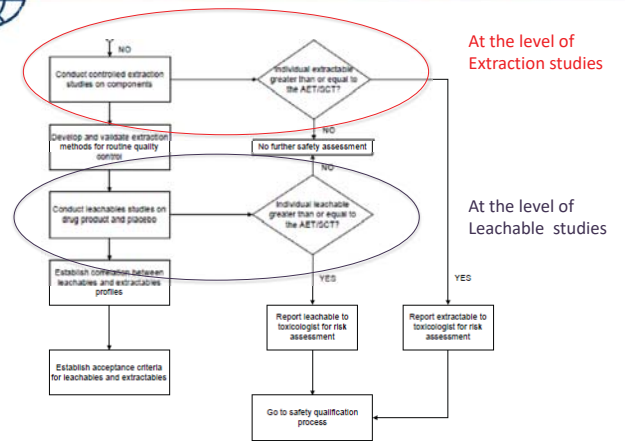 NO
At the level of
Extraction studies
Conduct controlled extraction
studies on components
Individual extractable
greater than or equal to
the AET/SCT?
NO
Develop and validate extraction
methods for routine quality
control
No further safety assessment
NO
Conduct leachables studies on
drug product and placebo
Individual leachable
greater than or equal to
the AET/SCT?
At the level of
Leachable studies
Establish correlation between
leachables and extractables
profiles
YES
YES
Report leachable to
toxicologist for risk
assessment
Report extractable to
toxicologist for risk
assessment
Establish acceptance criteria
for leachables and extractables
Go to safety qualification
process